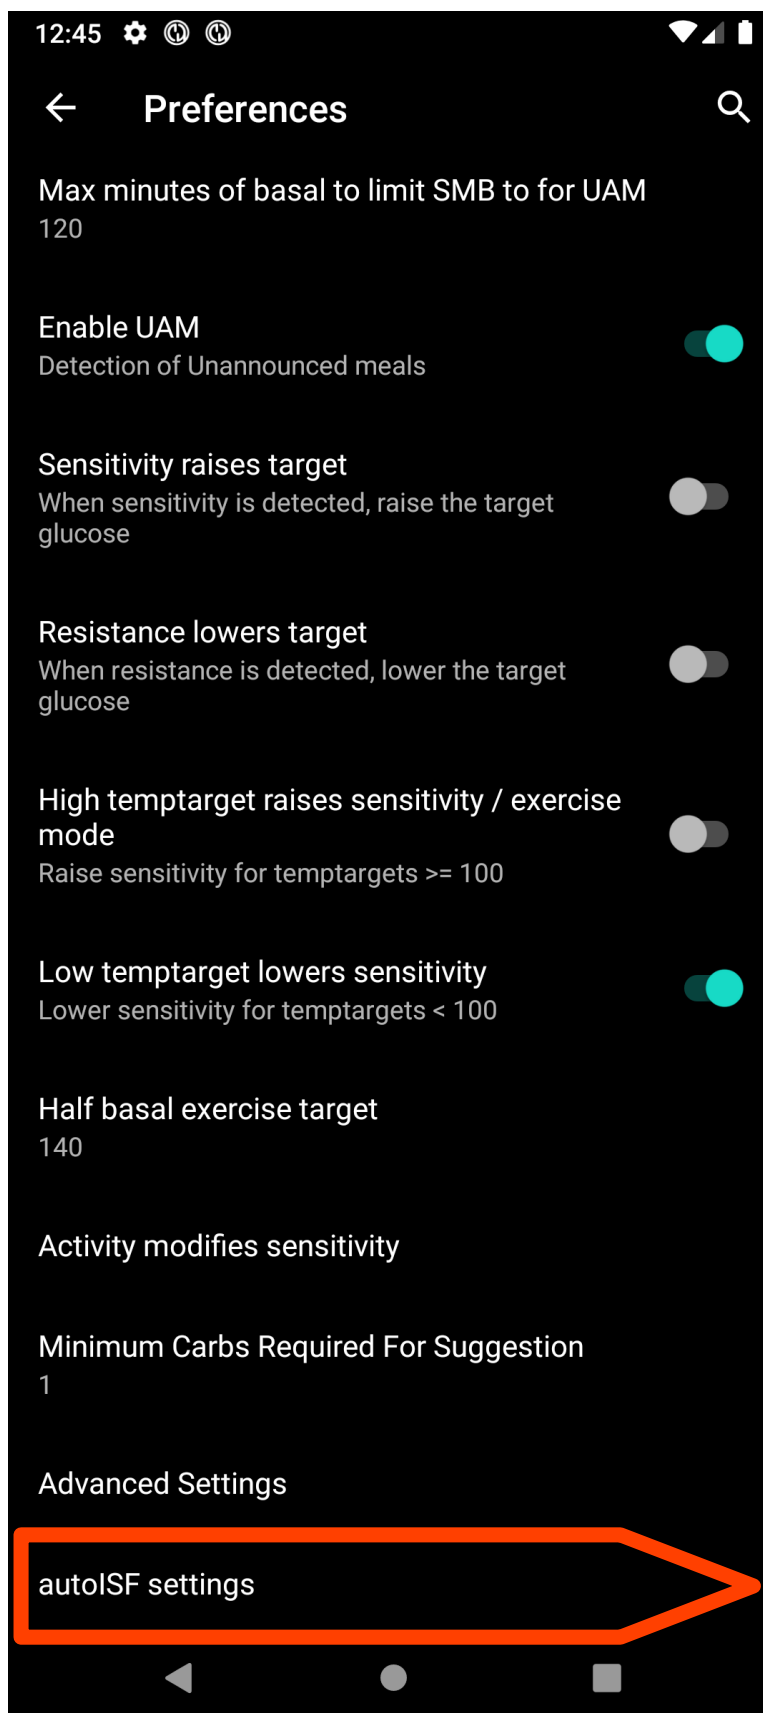 12:45
Preferences
Max minutes of basal to limit SMB to for UAM
120
Enable UAM
Detection of Unannounced meals
Sensitivity raises target
When sensitivity is detected, raise the target
glucose
Resistance lowers target
When resistance is detected, lower the target
glucose
High temptarget raises sensitivity / exercise
mode
Raise sensitivity for temptargets >= 100
Low temptarget lowers sensitivity
Lower sensitivity for temptargets < 100
Half basal exercise target
140
Activity modifies sensitivity
Minimum Carbs Required For Suggestion
1
Advanced Settings
autoISF settings